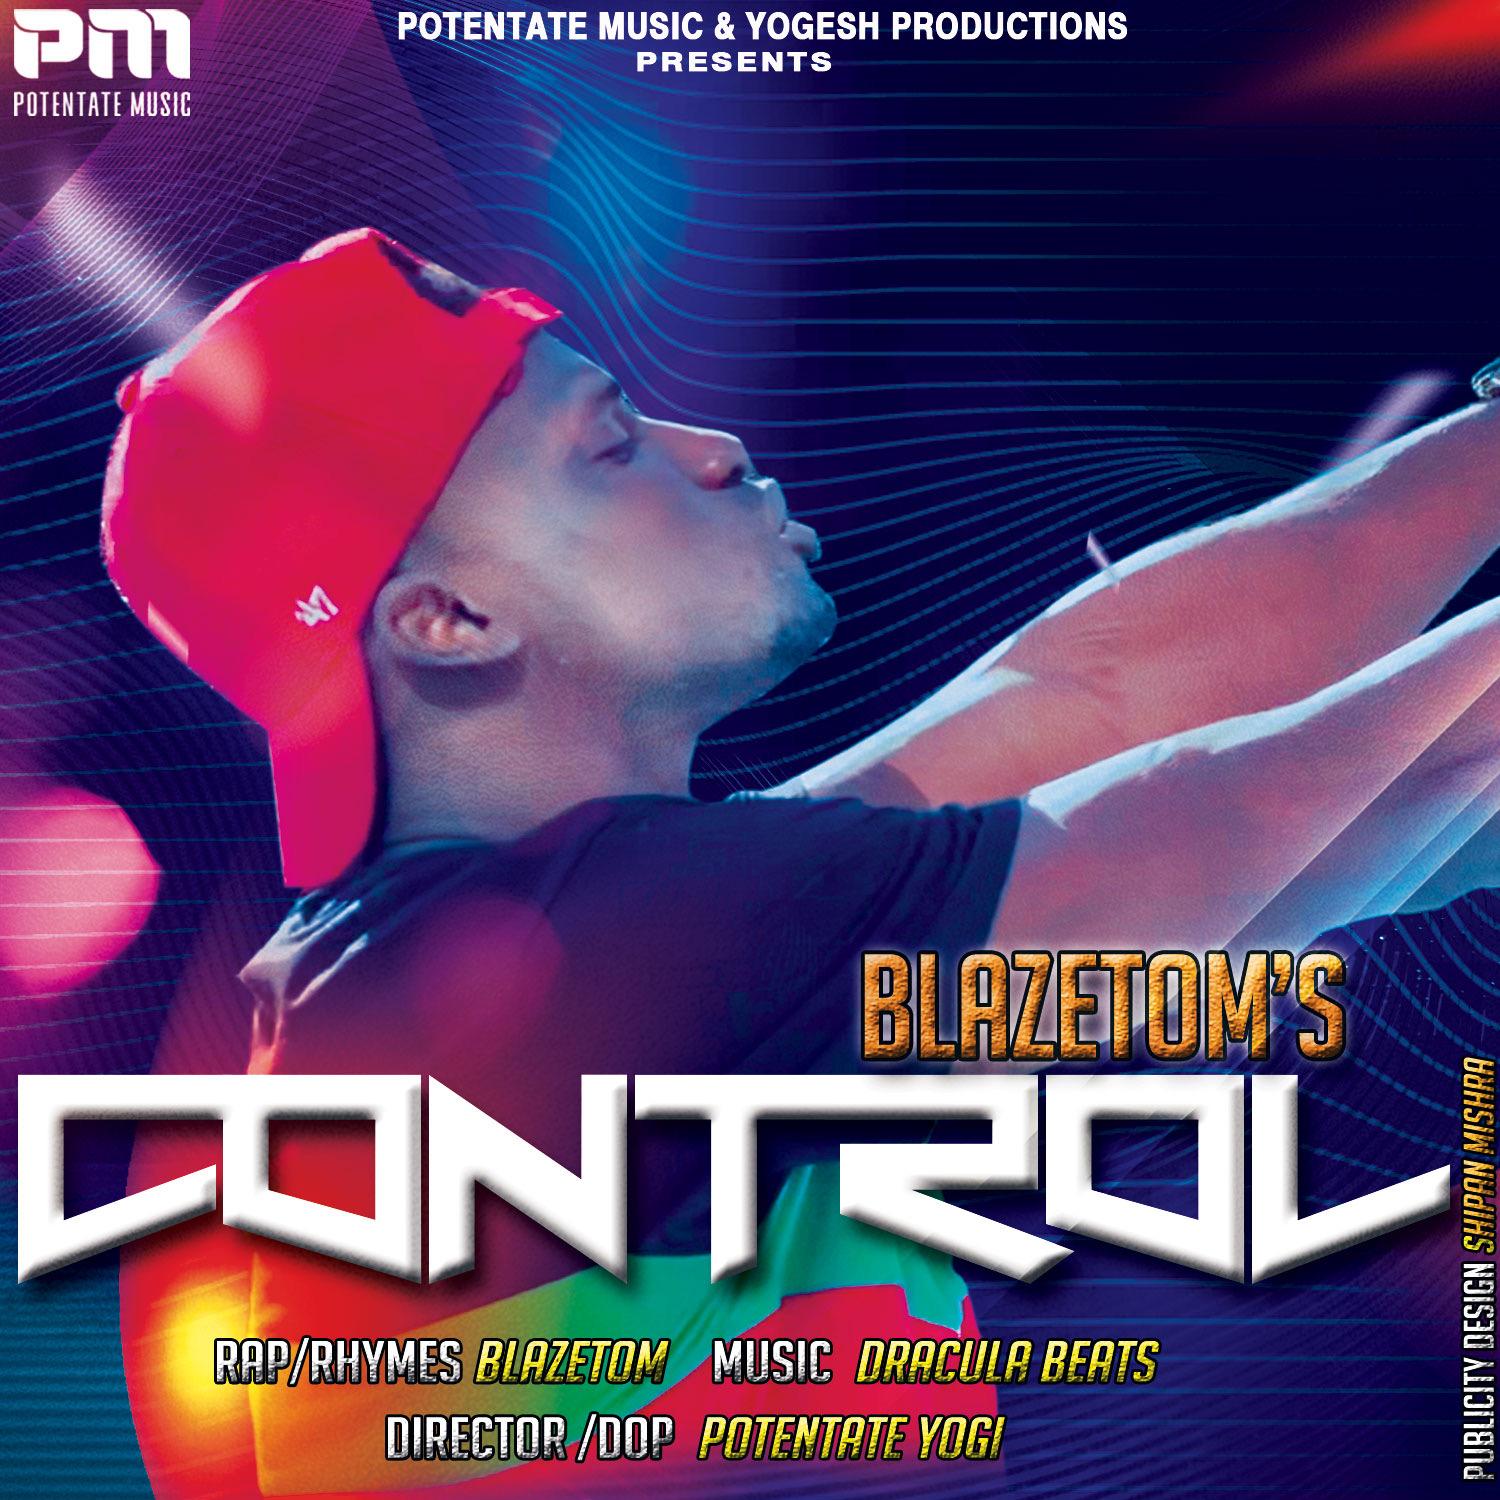 PM
POTENTATE MUSIC
POTENTATE MUSIC & YOGESH PRODUCTIONS
PRESENTS
BLAZETOM'S
CONTROL
RAP/RHYMES BLAZETOM MUSIC DRACULA BEATS
DIRECTOR /DOP POTENTATE YOGI
PUBLICITY DESIGN SHIPAN MISHRA